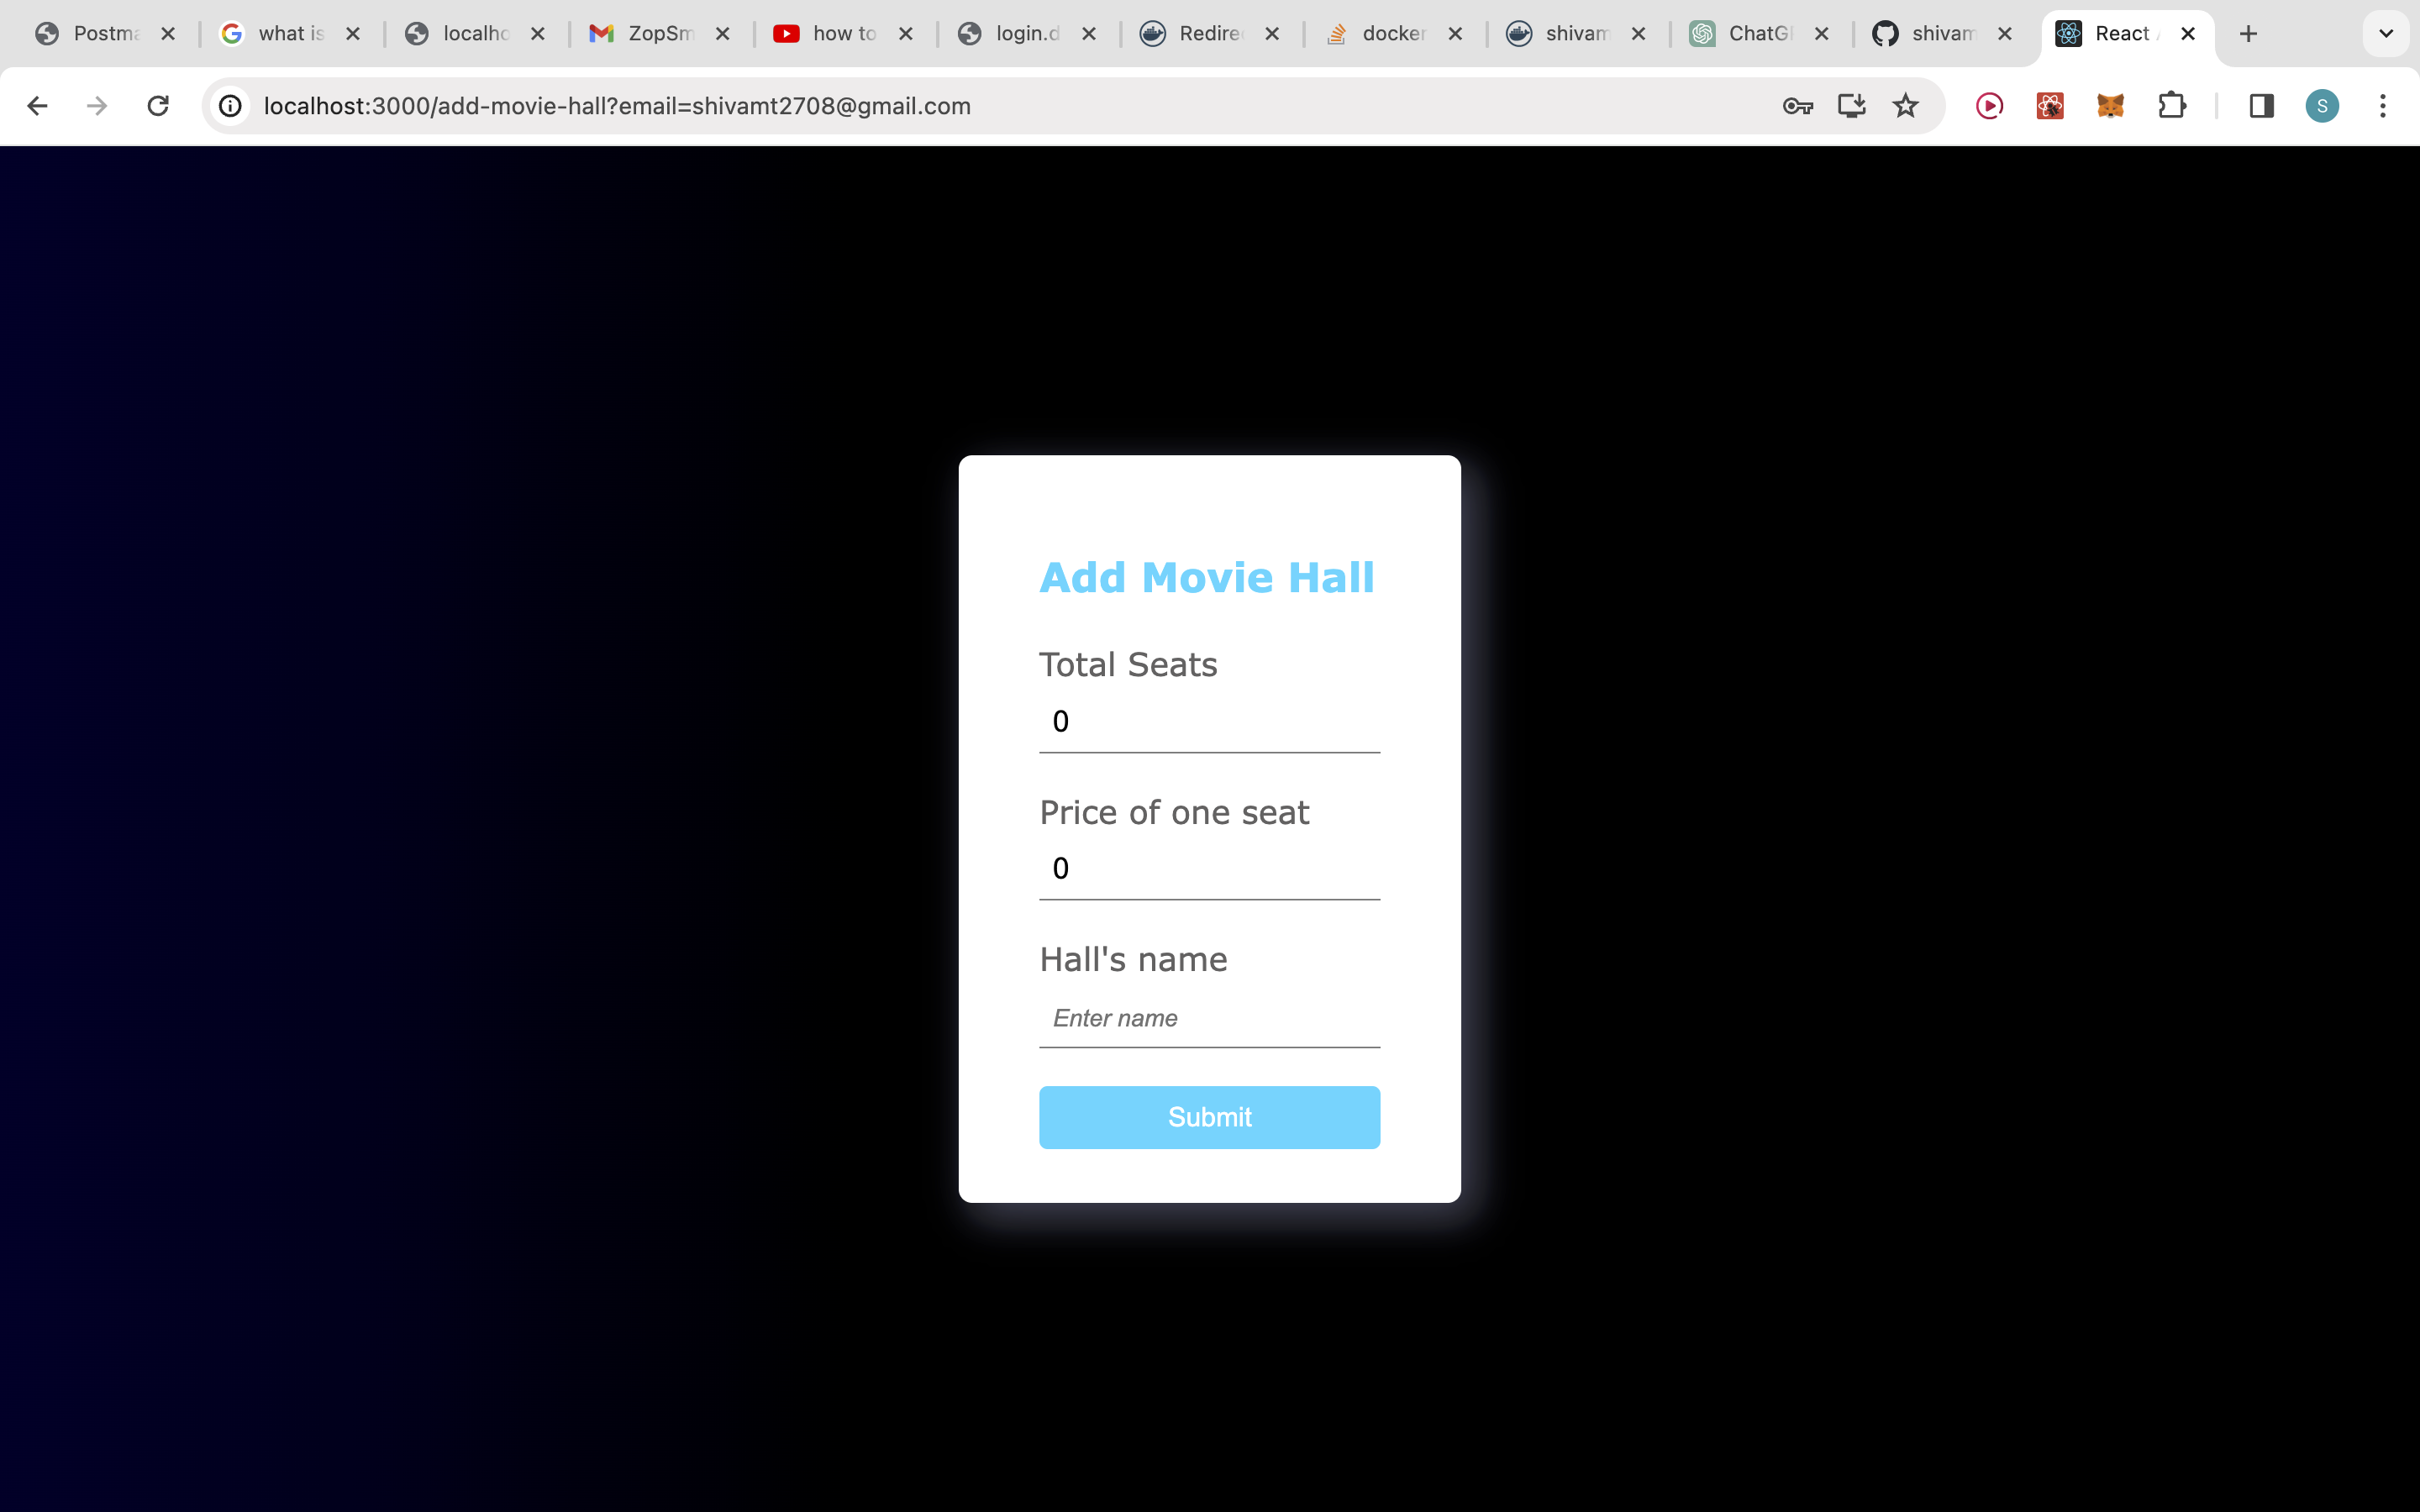 Postma what is localho ZopSm how to login.d Redire docker shivam ChatG shivam React
localhost:3000/add-movie-hall?email=shivamt2708@gmail.com
S
Add Movie Hall
Total Seats
0
Price of one seat
0
Hall's name
Enter name
Submit